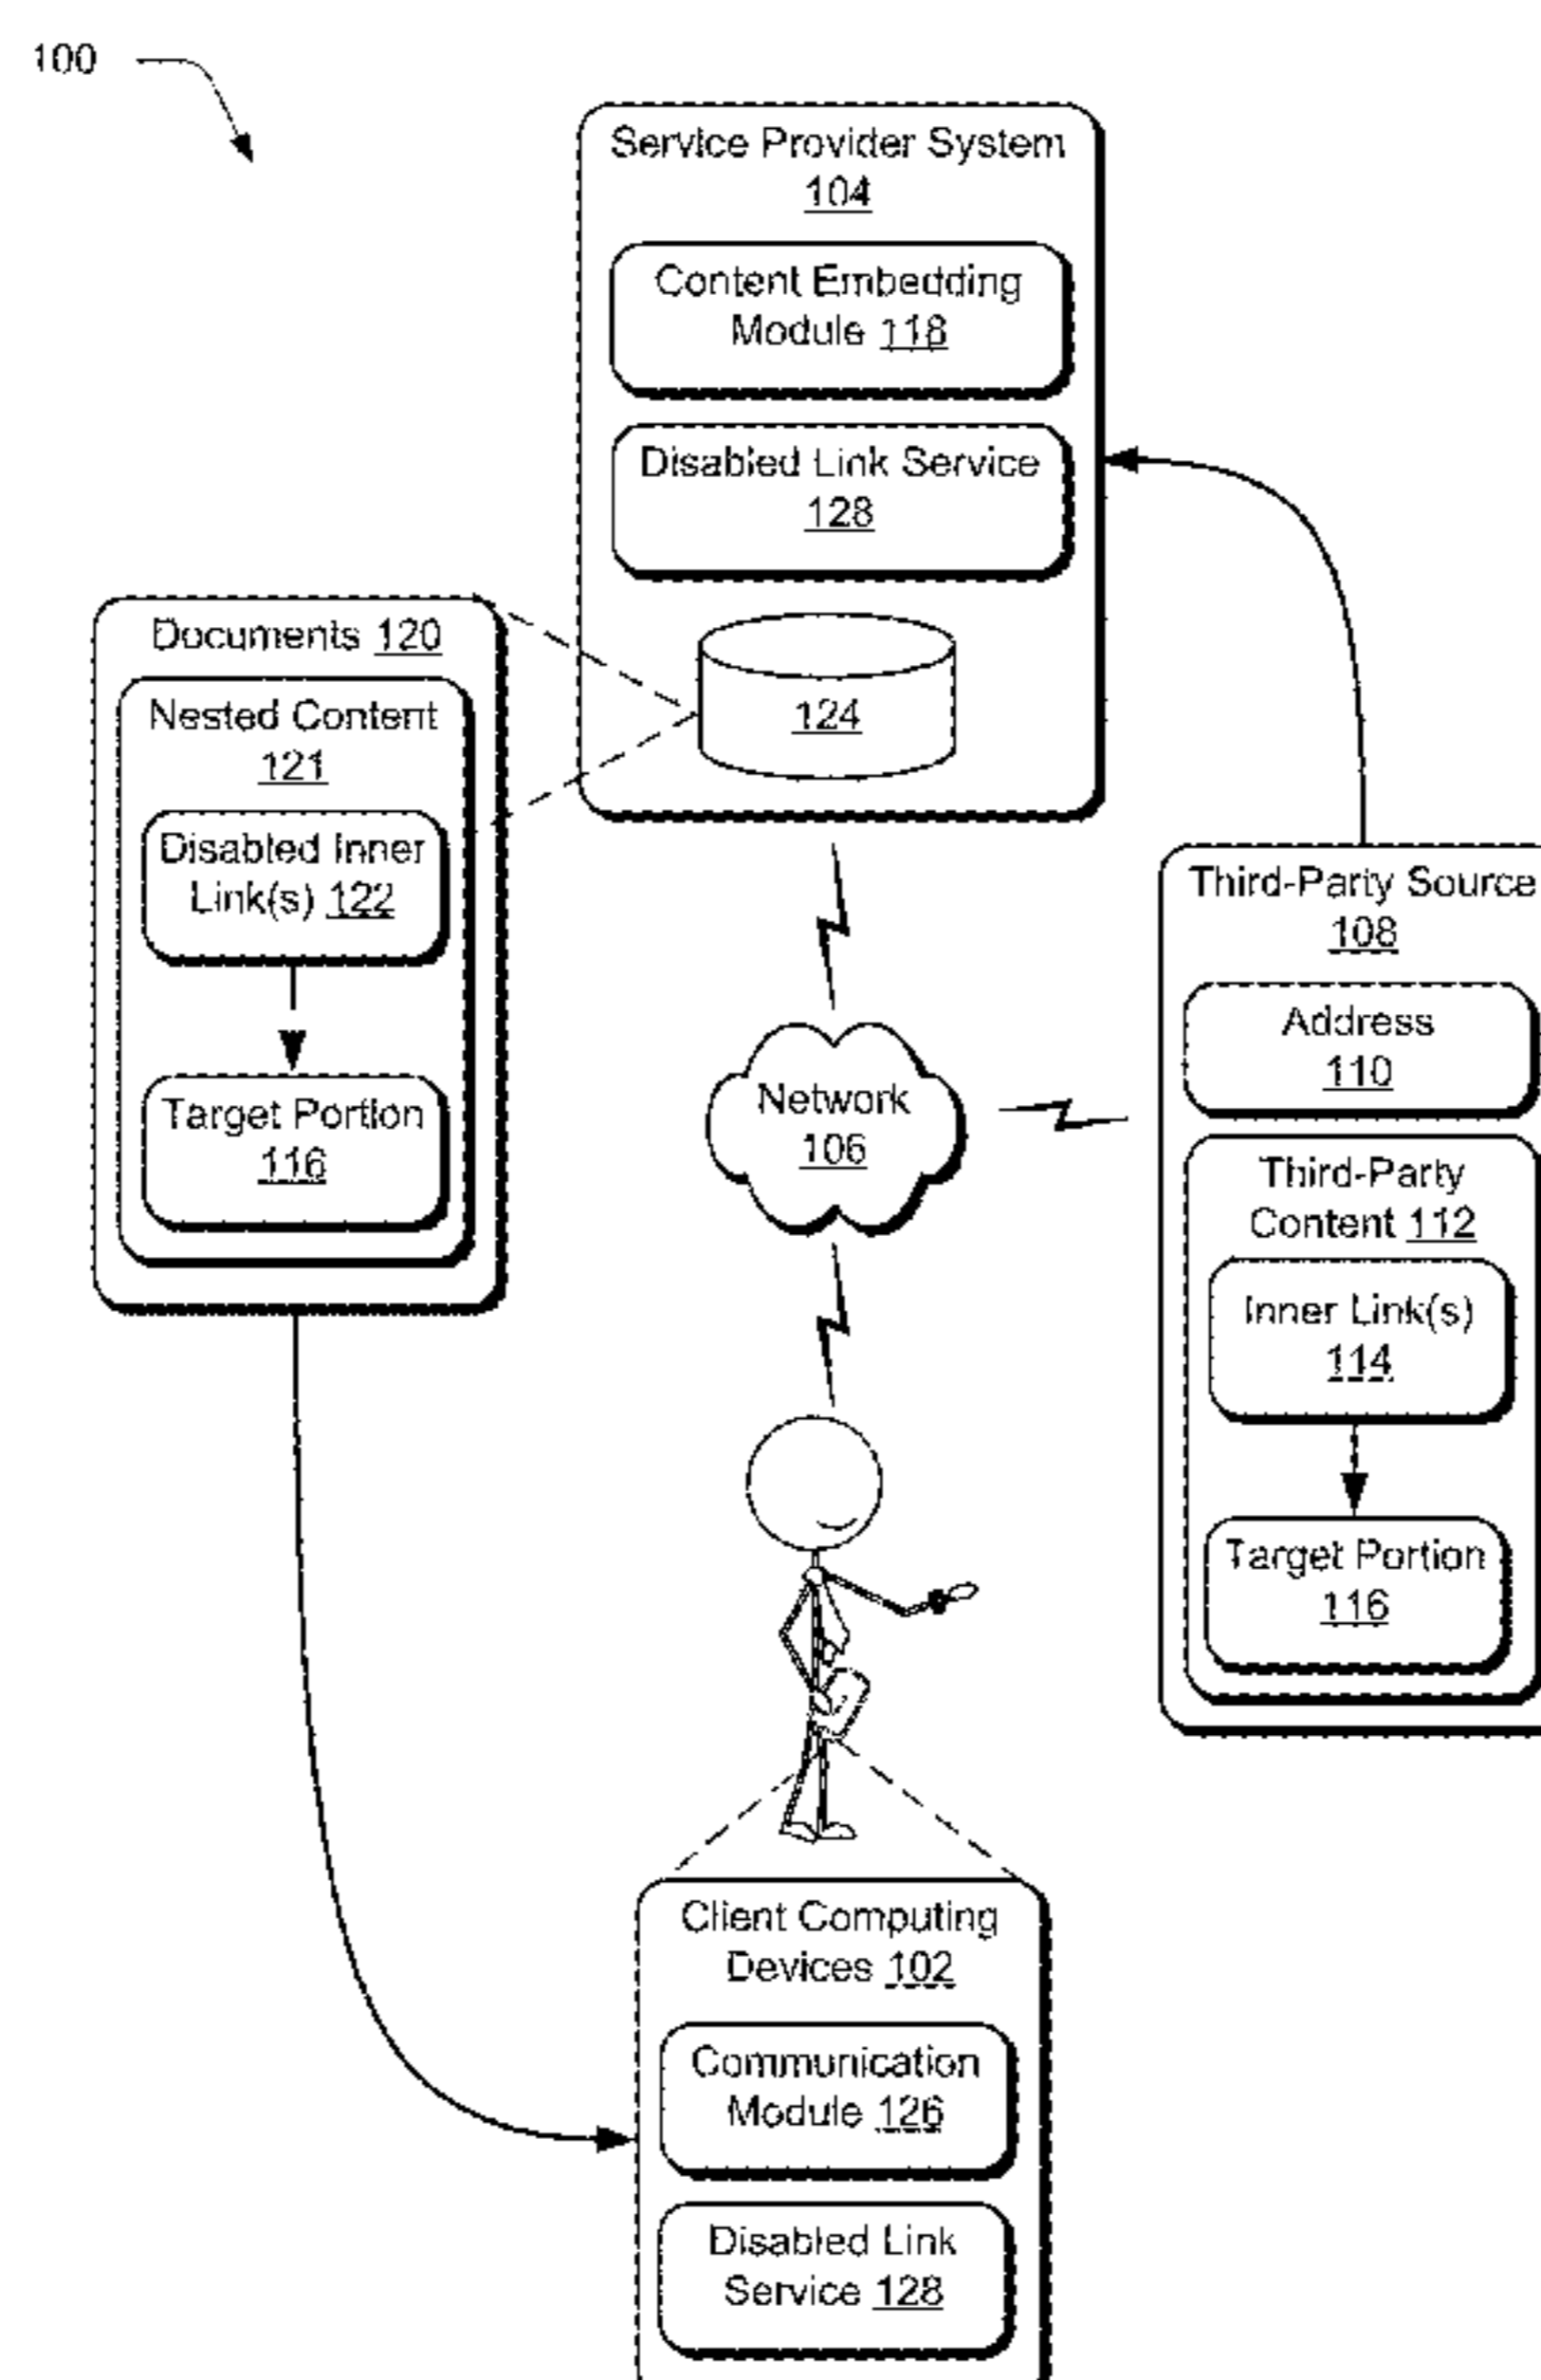 100
Service Provider System
104
Content Embedding
Module 118
Disabled Link Service
128
124
Documents 120
Nested Content
121
Disabled Inner
Link(s) 122
Target Portion
116
Network
106
Third-Party Source
108
Address
110
Third-Party
Content 112
Inner Link(s)
114
Target Portion
116
Client Computing
Devices 102
Communication
Module 126
Disabled Link
Service 128